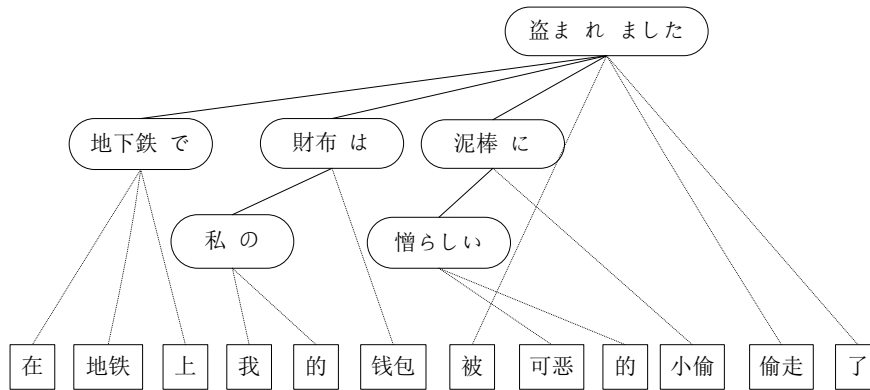 盗ま れ ました
地下鉄 で 財布 は 泥棒 に
私 の 憎らしい
在 地铁 上 我 的 钱包 被 可恶 的 小偷 偷走 了